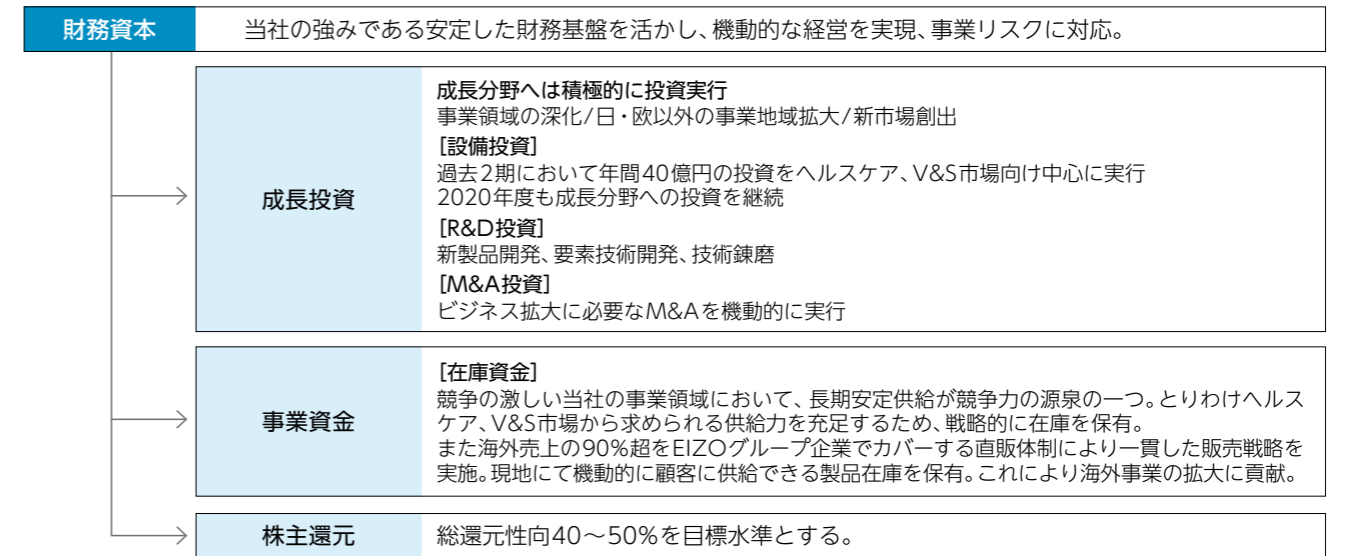 財務資本
当社の強みである安定した財務基盤を活かし、機動的な経営を実現、事業リスクに対応。
成長投資
成長分野へは積極的に投資実行
事業領域の深化/日・欧以外の事業地域拡大/新市場創出
[設備投資]
過去2期において年間40億円の投資をヘルスケア、V&S市場向け中心に実行
2020年度も成長分野への投資を継続
[R&D投資]
新製品開発、要素技術開発、技術錬磨
[M&A投資]
ビジネス拡大に必要なM&Aを機動的に実行
事業資金
[在庫資金]
競争の激しい当社の事業領域において、長期安定供給が競争力の源泉の一つ。とりわけヘルス
ケア、V&S市場から求められる供給力を充足するため、戦略的に在庫を保有。
また海外売上の90%超をEIZOグループ企業でカバーする直販体制により一貫した販売戦略を
実施。現地にて機動的に顧客に供給できる製品在庫を保有。これにより海外事業の拡大に貢献。
株主還元
総還元性向40～50%を目標水準とする。